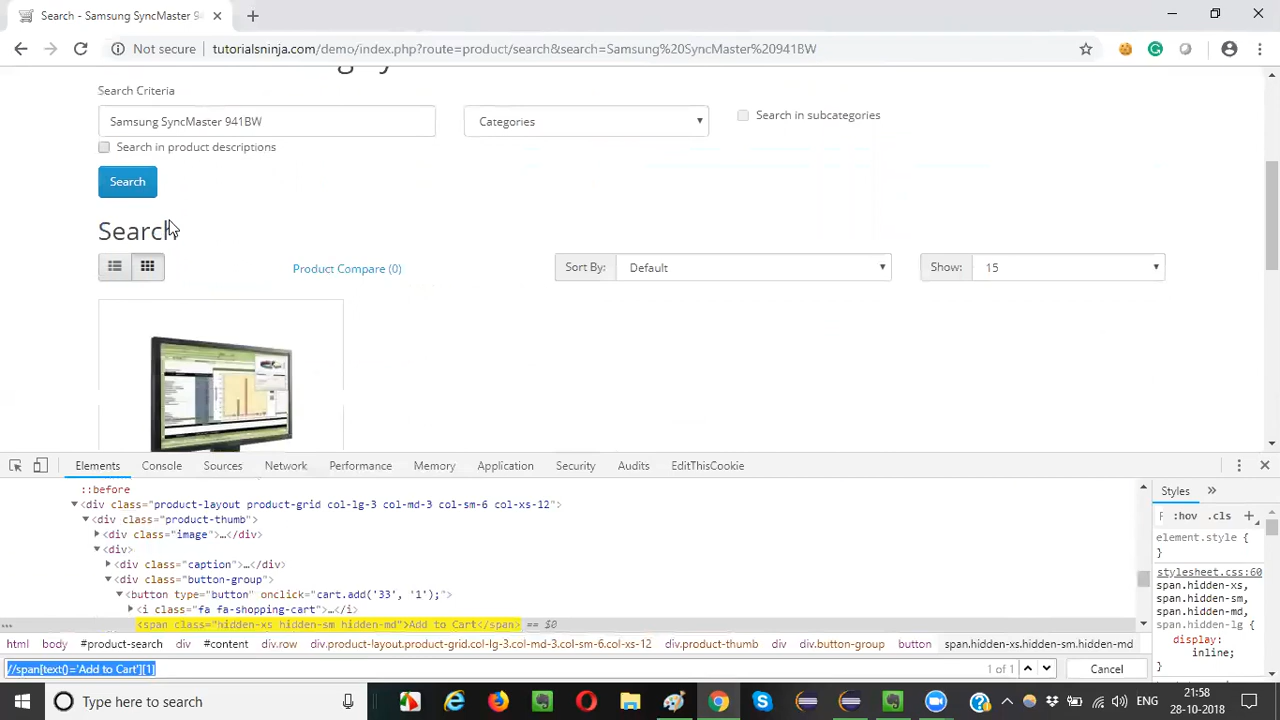 Search - Samsung SyncMaster 9
Not secure
tutorialsninja.com/demo/index.php?route=product/search&search=Samsung%20SyncMaster%20941BW
Search Criteria
Samsung SyncMaster 941BW
Categories
Search in subcategories
Search in product descriptions
Search
Search
Product Compare (0)
Sort By:
Default
Show:
15
Elements
Console
Sources
Network
Performance
Memory
Application
Security
Audits
EditThisCookie
::before
<div class="product-layout product-grid col-lg-3 col-md-3 col-sm-6 col-xs-12">
<div class="product-thumb">
<div class="image">…</div>
<div>
<div class="caption">…</div>
<div class="button-group">
<button type="button" onclick="cart.add('33', '1');">
<i class="fa fa-shopping-cart">…</i>
<span class="hidden-xs hidden-sm hidden-md">Add to Cart</span> == $0
Styles
:hov .cls
element.style {
}
stylesheet.css:60
span.hidden-xs,
span.hidden-sm,
span.hidden-md,
span.hidden-lg
{
display:
inline;
html body #product-search div #content div.row div.product-layout.product-grid.col-lg-3.col-md-3.col-sm-6.col-xs-12 div.product-thumb div div.button-group button span.hidden-xs.hidden-sm.hidden-md
//span[text()='Add to Cart'][1]
1 of 1
Cancel
Type here to search
ENG
21:58
28-10-2018